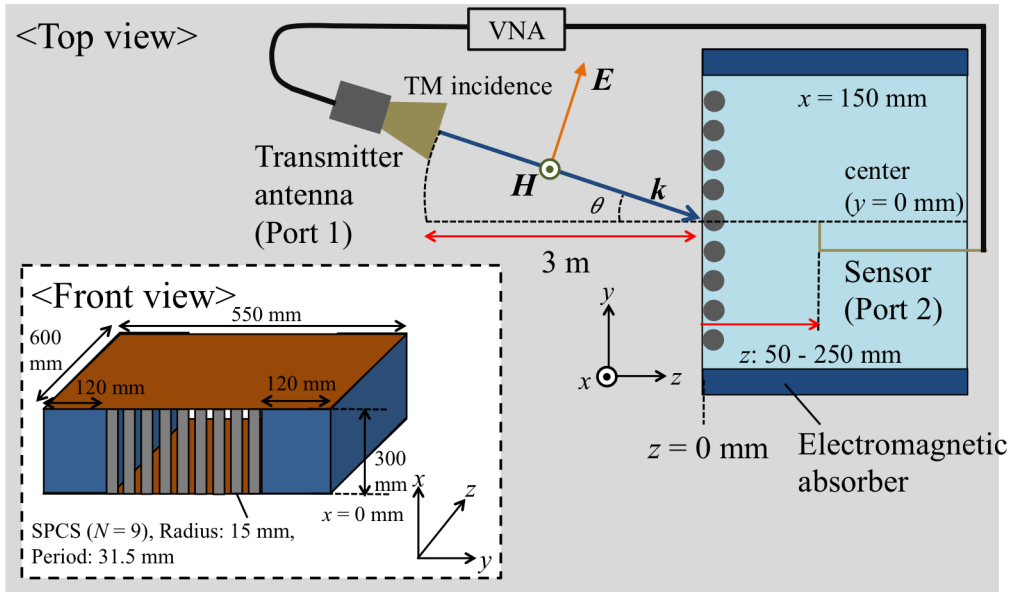 <Top view>
VNA
TM incidence
E
Transmitter
antenna
(Port 1)
H
θ
k
3 m
x = 150 mm
center
(y = 0 mm)
Sensor
(Port 2)
z: 50 - 250 mm
y
x
z
z = 0 mm
Electromagnetic
absorber
<Front view>
550 mm
600
mm
120 mm
120 mm
300
mm
x = 0 mm
x
z
y
SPCS (N = 9), Radius: 15 mm,
Period: 31.5 mm